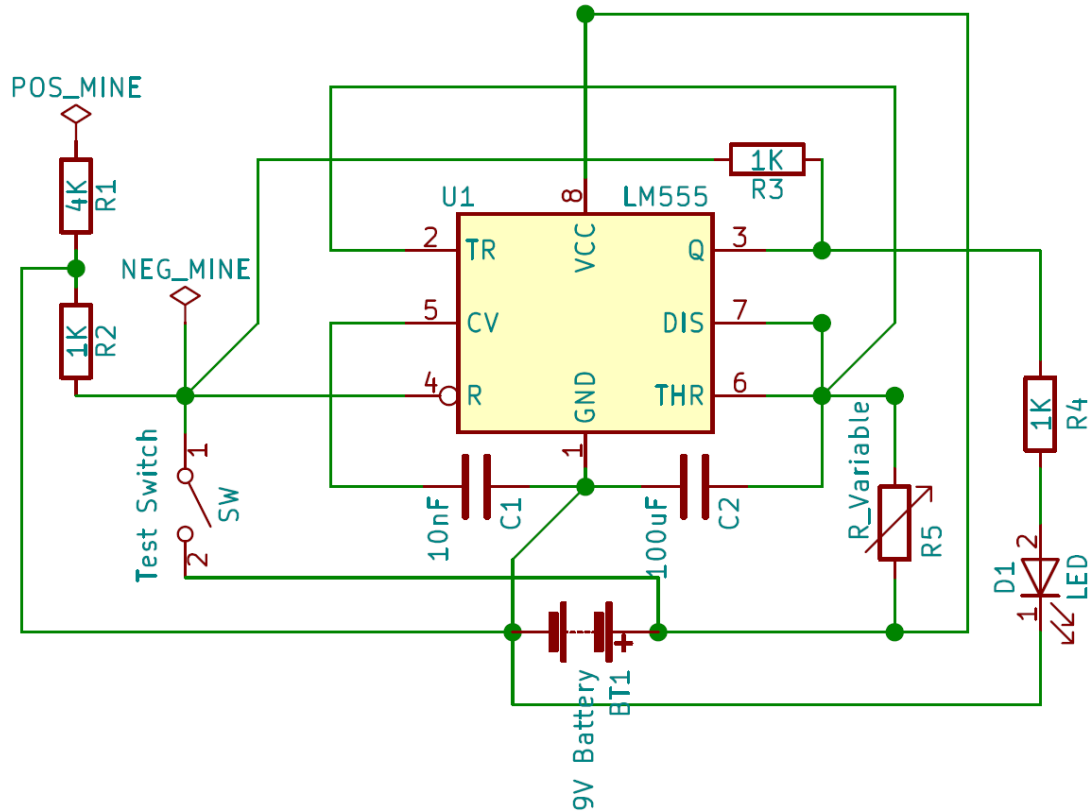 POS_MINE
4K
R1
1K
R2
NEG_MINE
1K
R3
U1
LM555
8
VCC
2
TR
3
Q
5
CV
7
DIS
4
R
6
THR
GND
1
10nF
C1
100uF
C2
Test Switch
1
SW
2
R_Variable
R5
1K
R4
D1
2
1
LED
+
9V Battery
BT1